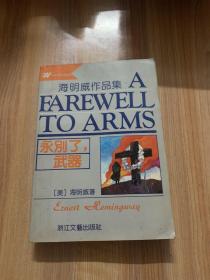 海明威作品集
A
FAREWELL
TO ARMS
永别了,
武器
[美] 海明威著
Ernest Hemingway
浙江文艺出版社